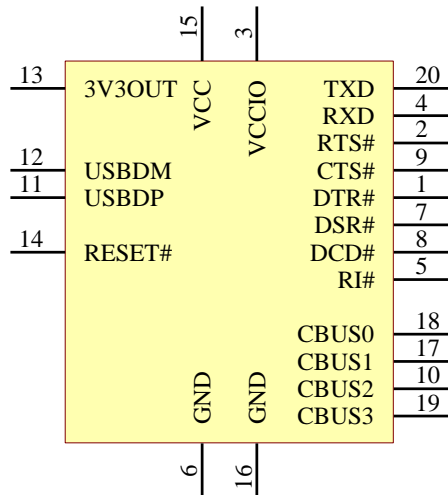 15 3
13 3V3OUT VCC VCCIO TXD 20
RXD 4
RTS# 2
12 USBDM CTS# 9
11 USBDP DTR# 1
DSR# 7
14 RESET# DCD# 8
RI# 5
CBUS0 18
CBUS1 17
GND GND CBUS2 10
CBUS3 19
6 16